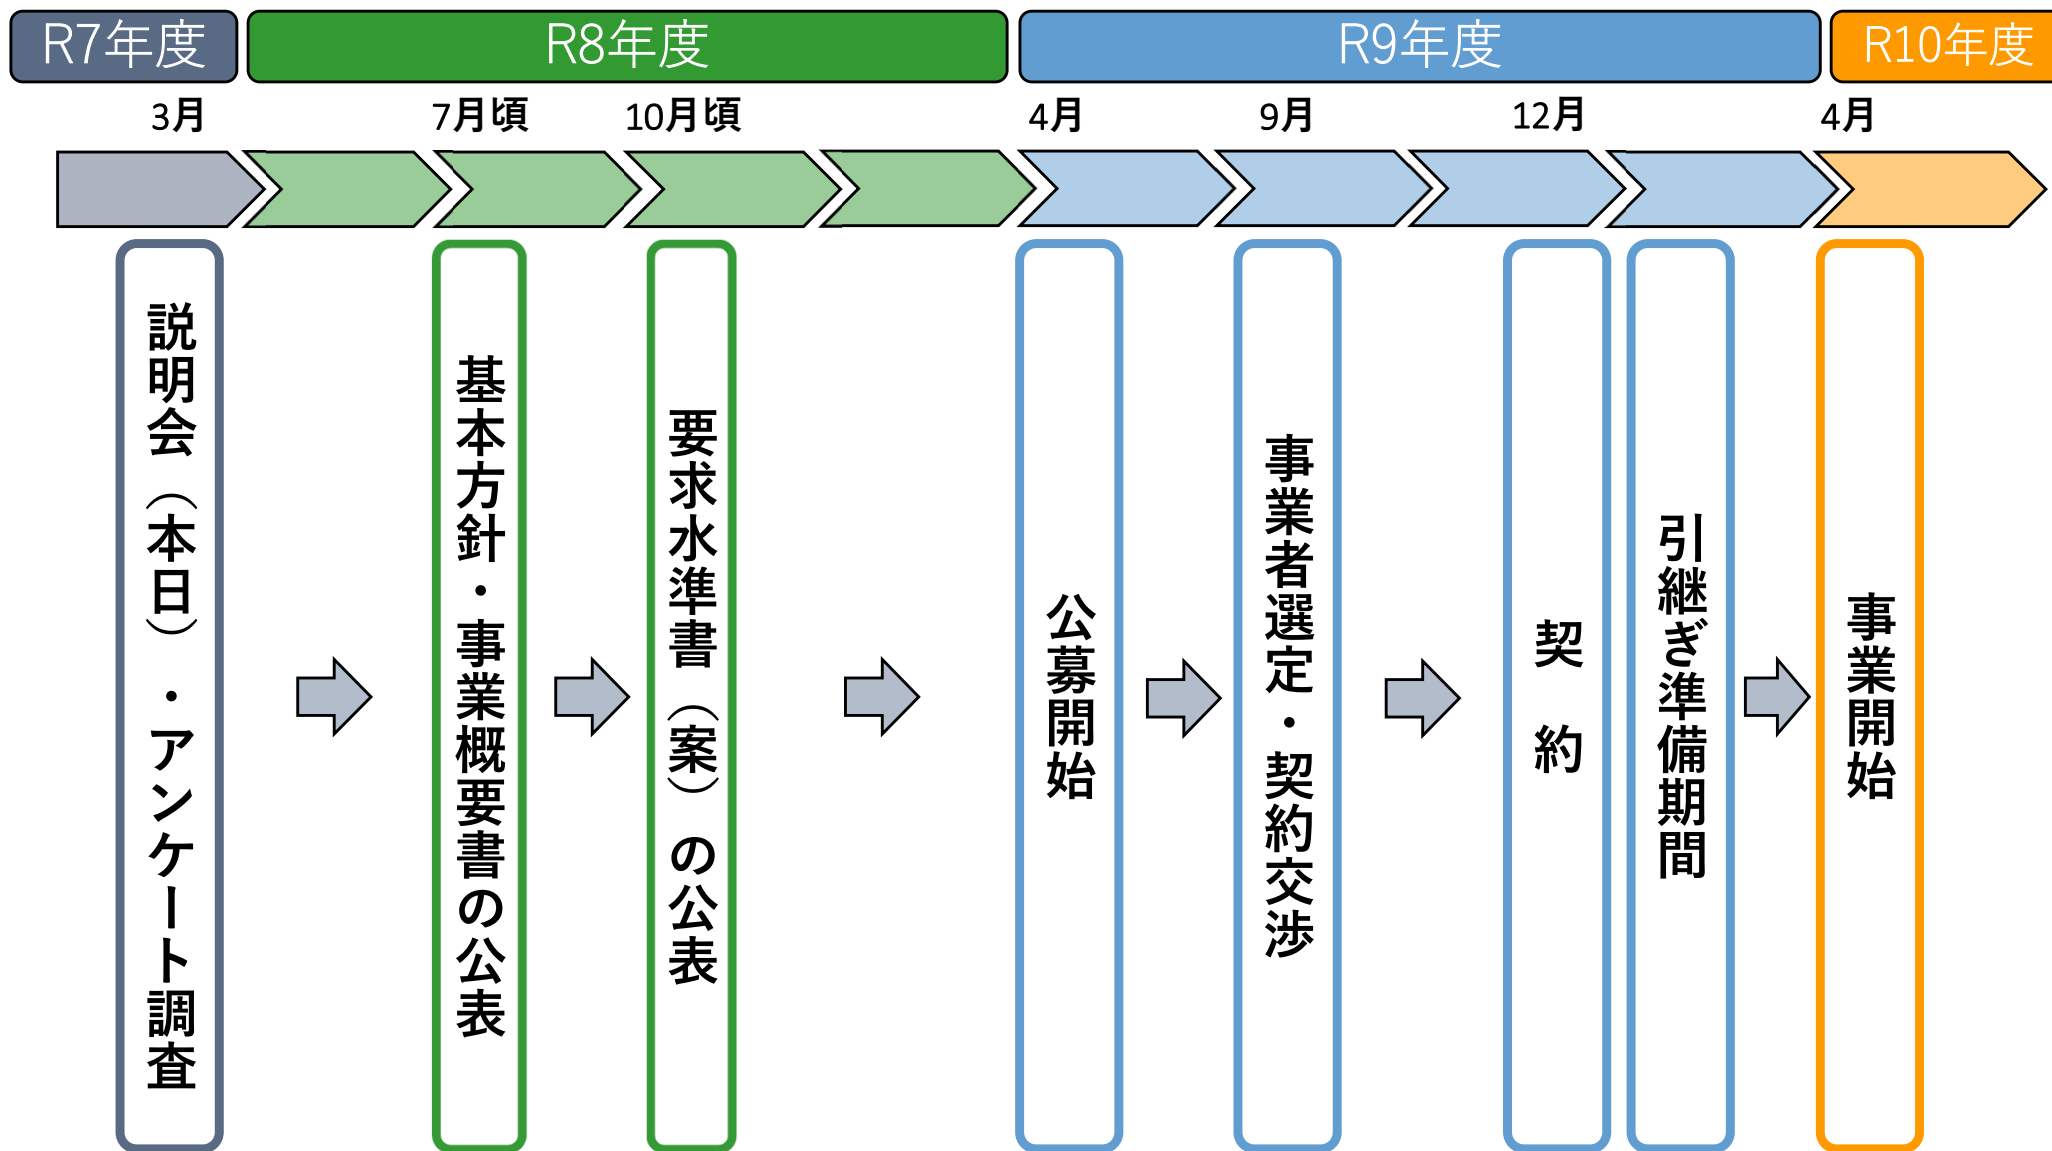 R7年度
R8年度
R9年度
R10年度
3月
7月頃
10月頃
4月
9月
12月
4月
説明会（本日）・アンケート調査
基本方針・事業概要書の公表
要求水準書（案）の公表
公募開始
事業者選定・契約交渉
契　約
引継ぎ準備期間
事業開始